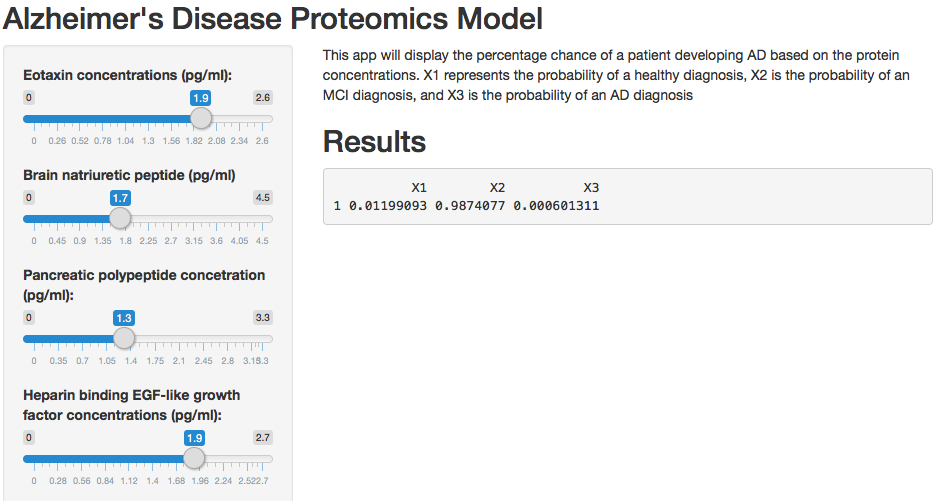 Alzheimer's Disease Proteomics Model
Eotaxin concentrations (pg/ml):
0 1.9 2.6
0 0.26 0.52 0.78 1.04 1.3 1.56 1.82 2.08 2.34 2.6
Brain natriuretic peptide (pg/ml)
0 1.7 4.5
0 0.45 0.9 1.35 1.8 2.25 2.7 3.15 3.6 4.05 4.5
Pancreatic polypeptide concetration
(pg/ml):
0 1.3 3.3
0 0.35 0.7 1.05 1.4 1.75 2.1 2.45 2.8 3.15 3.3
Heparin binding EGF-like growth
factor concentrations (pg/ml):
0 1.9 2.7
0 0.28 0.56 0.84 1.12 1.4 1.68 1.96 2.24 2.52 2.7
This app will display the percentage chance of a patient developing AD based on the protein
concentrations. X1 represents the probability of a healthy diagnosis, X2 is the probability of an
MCI diagnosis, and X3 is the probability of an AD diagnosis
Results
X1 X2 X3
1 0.01199093 0.9874077 0.000601311